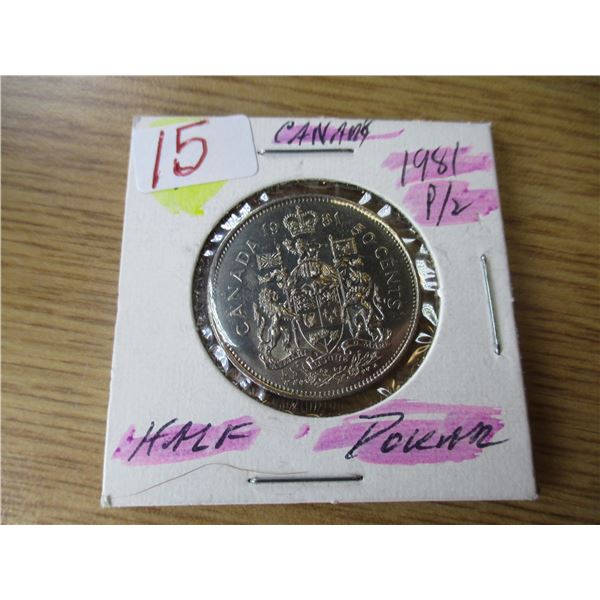 15
CANADA
1981
P/L
CANADA 1981 50 CENTS
HALF DOLLAR